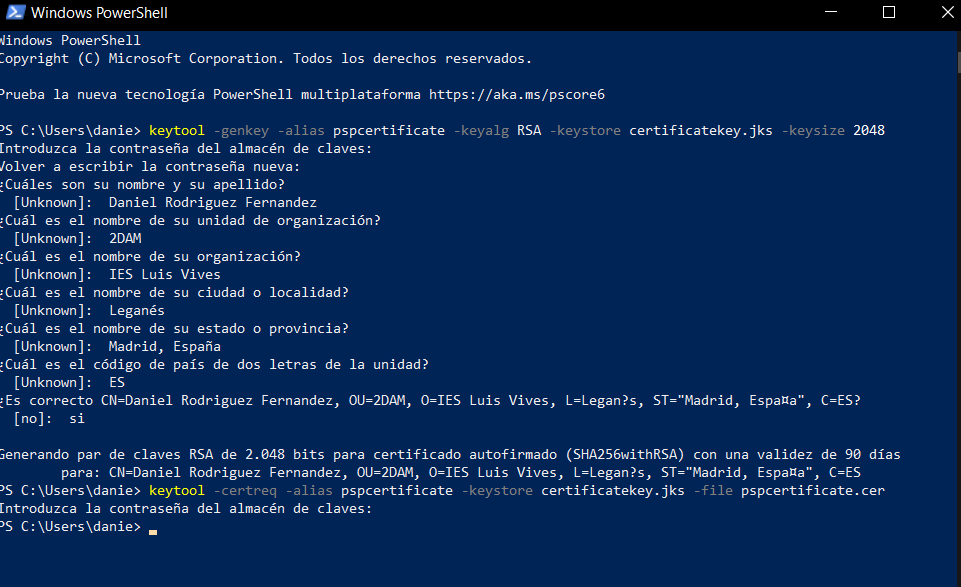 Windows PowerShell
Windows PowerShell
Copyright (C) Microsoft Corporation. Todos los derechos reservados.
Prueba la nueva tecnología PowerShell multiplataforma https://aka.ms/pscore6
PS C:\Users\danie> keytool -genkey -alias pspcertificate -keyalg RSA -keystore certificatekey.jks -keysize 2048
Introduzca la contraseña del almacén de claves:
Volver a escribir la contraseña nueva:
¿Cuáles son su nombre y su apellido?
[Unknown]:  Daniel Rodriguez Fernandez
¿Cuál es el nombre de su unidad de organización?
[Unknown]:  2DAM
¿Cuál es el nombre de su organización?
[Unknown]:  IES Luis Vives
¿Cuál es el nombre de su ciudad o localidad?
[Unknown]:  Leganés
¿Cuál es el nombre de su estado o provincia?
[Unknown]:  Madrid, España
¿Cuál es el código de país de dos letras de la unidad?
[Unknown]:  ES
¿Es correcto CN=Daniel Rodriguez Fernandez, OU=2DAM, O=IES Luis Vives, L=Legan?s, ST="Madrid, Espa¤a", C=ES?
[no]:  si
Generando par de claves RSA de 2.048 bits para certificado autofirmado (SHA256withRSA) con una validez de 90 días
para: CN=Daniel Rodriguez Fernandez, OU=2DAM, O=IES Luis Vives, L=Legan?s, ST="Madrid, Espa¤a", C=ES
PS C:\Users\danie> keytool -certreq -alias pspcertificate -keystore certificatekey.jks -file pspcertificate.cer
Introduzca la contraseña del almacén de claves:
PS C:\Users\danie>